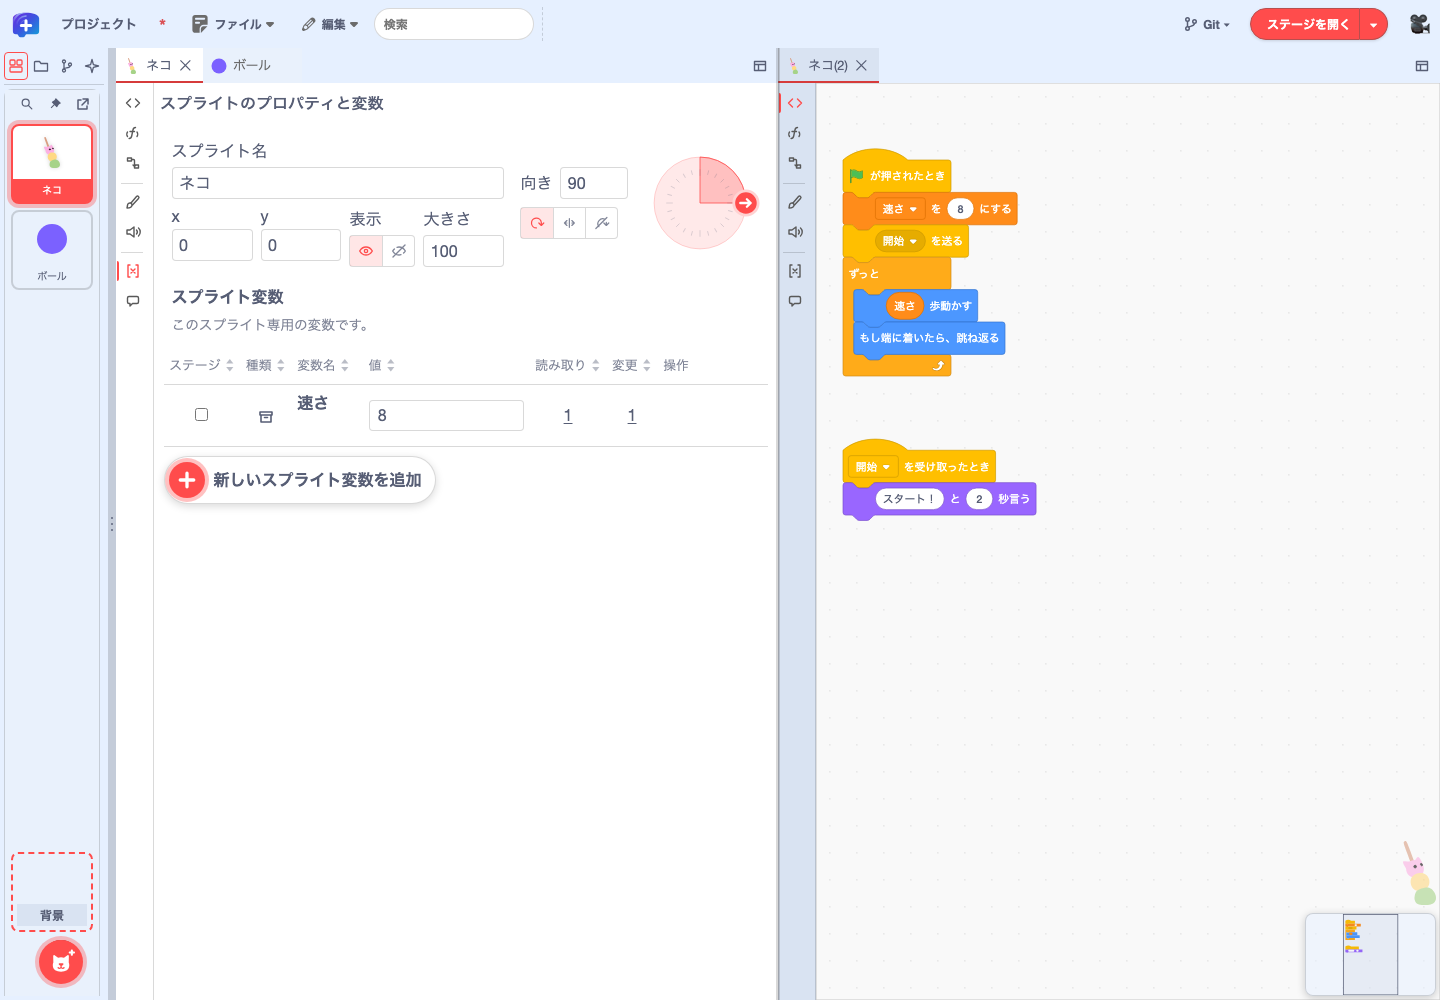 プロジェクト * ファイル 編集 検索 Git ステージを開く
ネコ ボール ネコ(2)
スプライトのプロパティと変数
スプライト名
ネコ
向き 90
x y 表示 大きさ
0 0 100
スプライト変数
このスプライト専用の変数です。
ステージ 種類 変数名 値 読み取り 変更 操作
速さ 8 1 1
新しいスプライト変数を追加
ネコ
ボール
背景
が押されたとき
速さ を 8 にする
開始 を送る
ずっと
速さ 歩動かす
もし端に着いたら、跳ね返る
開始 を受け取ったとき
スタート！ と 2 秒言う